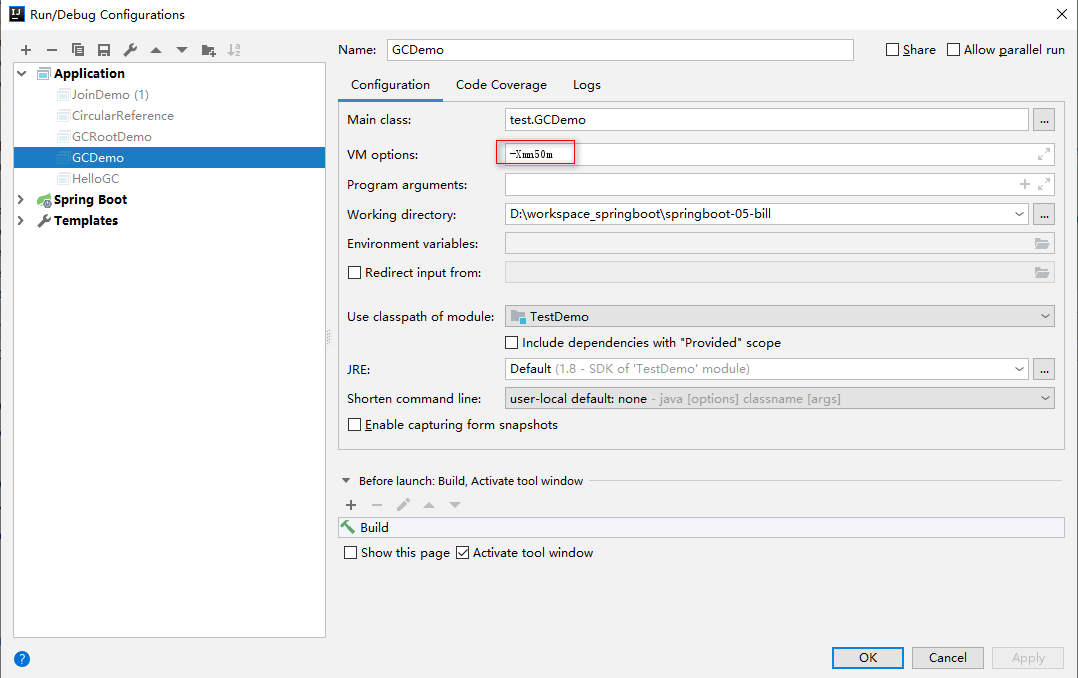 Run/Debug Configurations
Name: GCDemo Share Allow parallel run
Application
JoinDemo (1)
CircularReference
GCRootDemo
GCDemo
HelloGC
Spring Boot
Templates
Configuration Code Coverage Logs
Main class: test.GCDemo ...
VM options: -Xmn50m
Program arguments:
Working directory: D:\workspace_springboot\springboot-05-bill ...
Environment variables:
Redirect input from:
Use classpath of module: TestDemo
Include dependencies with "Provided" scope
JRE: Default (1.8 - SDK of 'TestDemo' module) ...
Shorten command line: user-local default: none - java [options] classname [args]
Enable capturing form snapshots
Before launch: Build, Activate tool window
Build
Show this page Activate tool window
? OK Cancel Apply